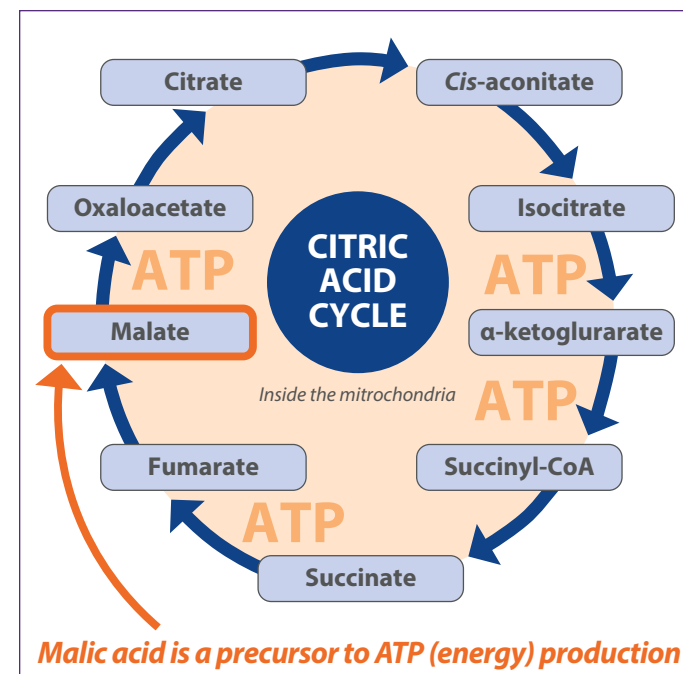 Citrate
Cis-aconitate
Oxaloacetate
Isocitrate
CITRIC
ACID
CYCLE
ATP
ATP
Malate
α-ketoglurarate
Inside the mitrochondria
ATP
Fumarate
Succinyl-CoA
ATP
Succinate
Malic acid is a precursor to ATP (energy) production